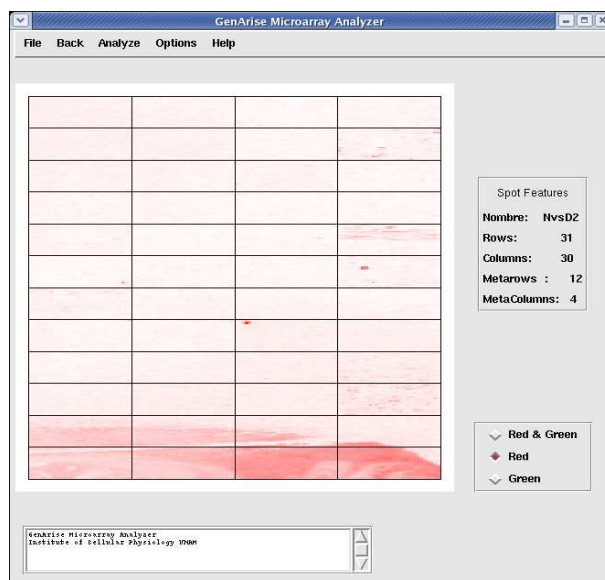 GenArise Microarray Analyzer
File Back Analyze Options Help
Spot Features
Nombre: NvsD2
Rows: 31
Columns: 30
Metarows : 12
MetaColumns: 4
Red & Green
Red
Green
GenArise Microarray Analyzer
Institute of Cellular Physiology UNAM